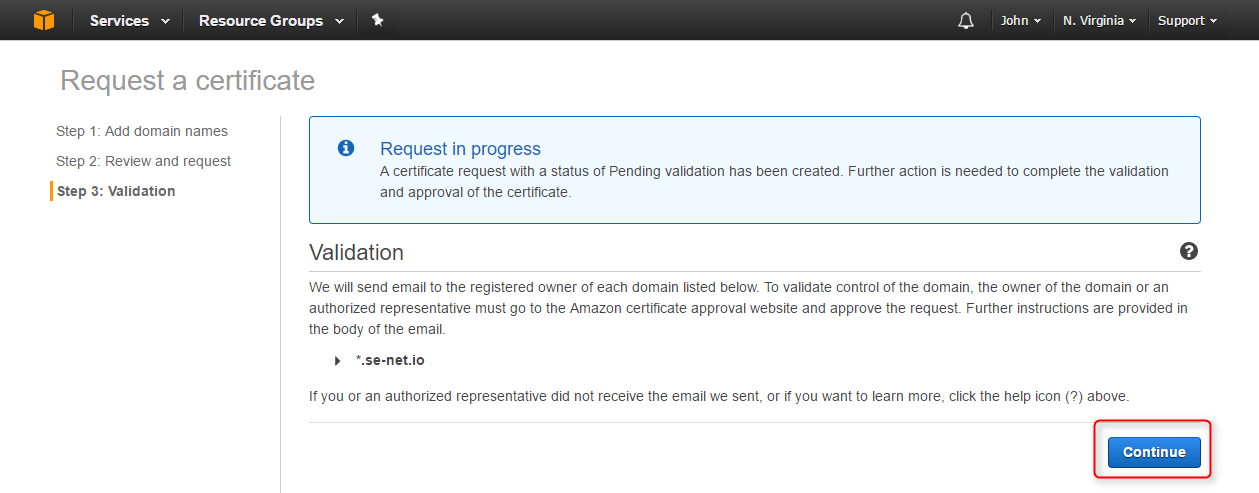 Services Resource Groups John N. Virginia Support
Request a certificate
Step 1: Add domain names
Step 2: Review and request
Step 3: Validation
Request in progress
A certificate request with a status of Pending validation has been created. Further action is needed to complete the validation
and approval of the certificate.
Validation
We will send email to the registered owner of each domain listed below. To validate control of the domain, the owner of the domain or an
authorized representative must go to the Amazon certificate approval website and approve the request. Further instructions are provided in
the body of the email.
*.se-net.io
If you or an authorized representative did not receive the email we sent, or if you want to learn more, click the help icon (?) above.
Continue